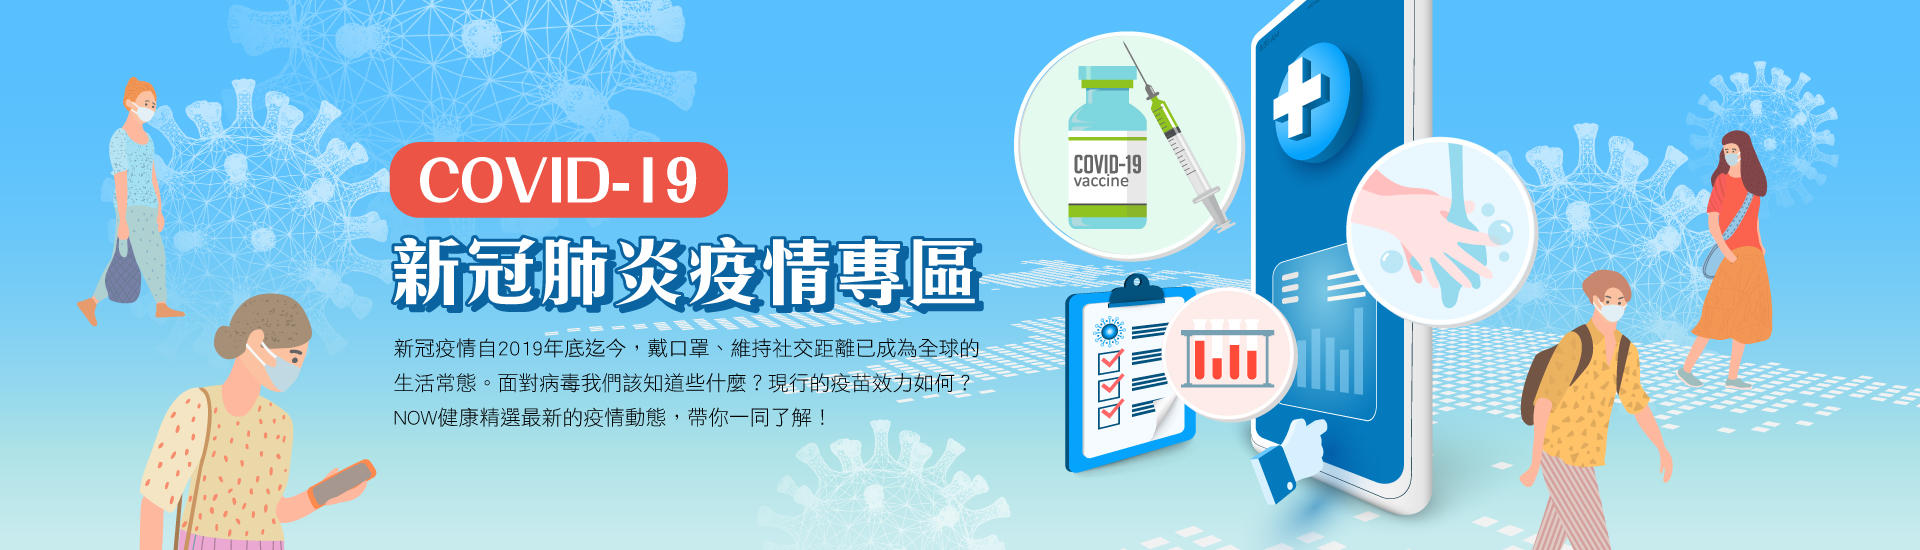 COVID-19
新冠肺炎疫情專區
新冠疫情自2019年底迄今，戴口罩、維持社交距離已成為全球的
生活常態。面對病毒我們該知道些什麼？現行的疫苗效力如何？
NOW健康精選最新的疫情動態，帶你一同了解！
COVID-19
vaccine